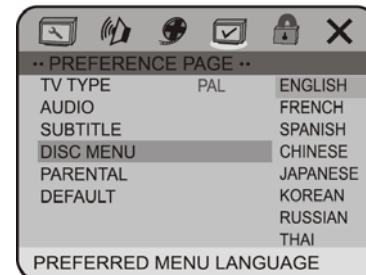 •• PREFERENCE PAGE ••
TV TYPE PAL ENGLISH
AUDIO FRENCH
SUBTITLE SPANISH
DISC MENU CHINESE
PARENTAL JAPANESE
DEFAULT KOREAN
RUSSIAN
THAI
PREFERRED MENU LANGUAGE